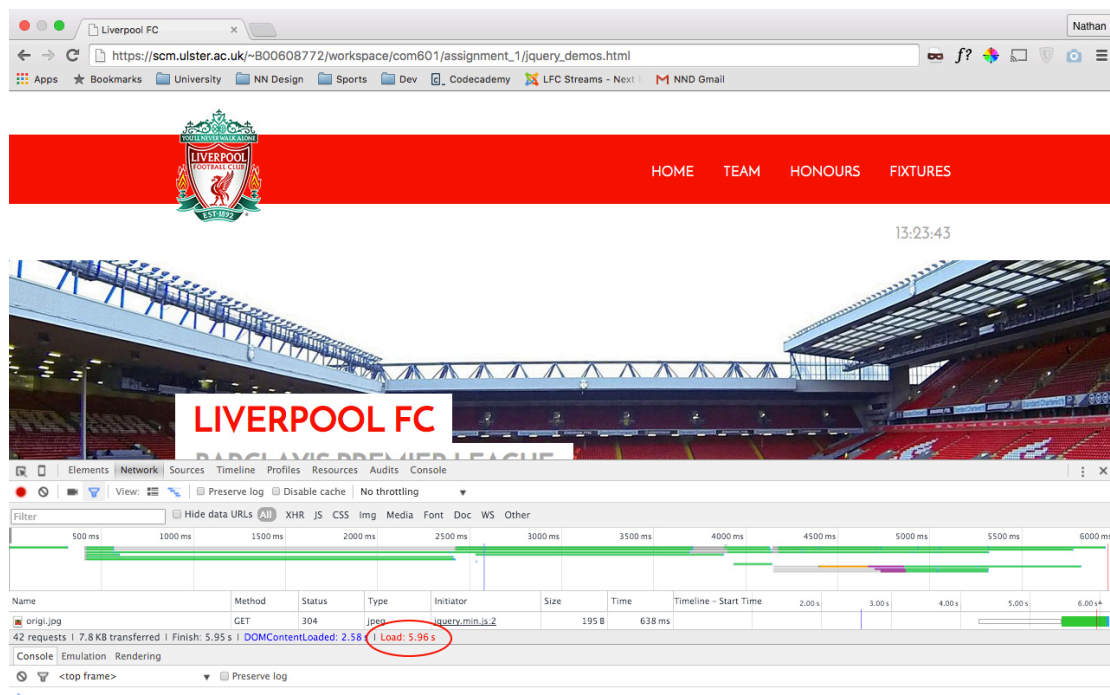 Liverpool FC
Nathan
https://scm.ulster.ac.uk/~B00608772/workspace/com601/assignment_1/jquery_demos.html
f?
Apps Bookmarks University NN Design Sports Dev Codecademy LFC Streams - Next NND Gmail
YOU'LL NEVER WALK ALONE
LIVERPOOL
FOOTBALL CLUB
EST·1892
HOME TEAM HONOURS FIXTURES
13:23:43
LIVERPOOL FC
BARCLAYS PREMIER LEAGUE
Elements Network Sources Timeline Profiles Resources Audits Console
View: Preserve log Disable cache No throttling
Filter Hide data URLs All XHR JS CSS Img Media Font Doc WS Other
500 ms 1000 ms 1500 ms 2000 ms 2500 ms 3000 ms 3500 ms 4000 ms 4500 ms 5000 ms 5500 ms 6000 ms
Name Method Status Type Initiator Size Time Timeline – Start Time 2.00 s 3.00 s 4.00 s 5.00 s 6.00 s
origi.jpg GET 304 jpeg jquery.min.js:2 195 B 638 ms
42 requests | 7.8 KB transferred | Finish: 5.95 s | DOMContentLoaded: 2.58 s | Load: 5.96 s
Console Emulation Rendering
<top frame> Preserve log